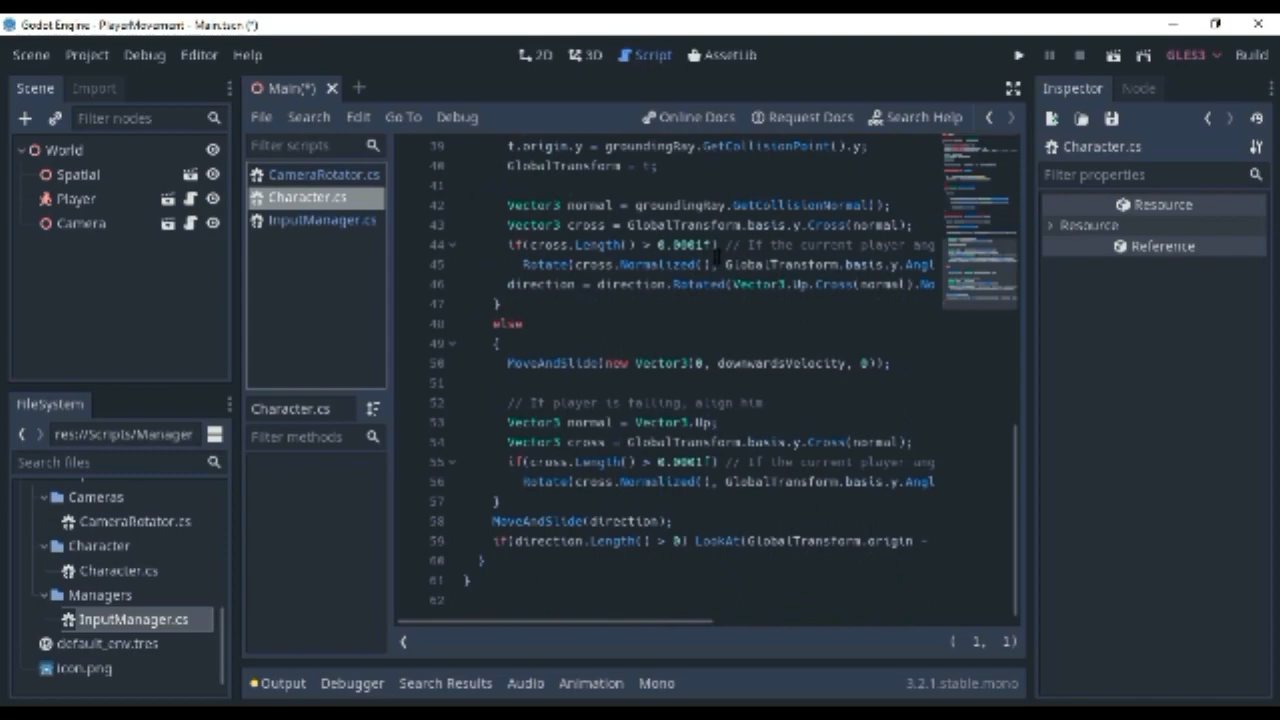 Godot Engine - PlayerMovement - Main.tscn (*)
Scene Project Debug Editor Help
2D 3D Script AssetLib
GLES3 Build
Scene Import
Filter nodes
World
Spatial
Player
Camera
FileSystem
res://Scripts/Manager
Search files
Cameras
CameraRotator.cs
Character
Character.cs
Managers
InputManager.cs
default_env.tres
icon.png
Main(*)
File Search Edit Go To Debug
Online Docs Request Docs Search Help
Filter scripts
CameraRotator.cs
Character.cs
InputManager.cs
Character.cs
Filter methods
39 t.origin.y = groundingRay.GetCollisionPoint().y;
40 GlobalTransform = t;
41
42 Vector3 normal = groundingRay.GetCollisionNormal();
43 Vector3 cross = GlobalTransform.basis.y.Cross(normal);
44 if(cross.Length() > 0.0001f) // If the current player ang
45 Rotate(cross.Normalized(), GlobalTransform.basis.y.Angl
46 direction = direction.Rotated(Vector3.Up.Cross(normal).No
47 }
48 else
49 {
50 MoveAndSlide(new Vector3(0, downwardsVelocity, 0));
51
52 // If player is falling, align him
53 Vector3 normal = Vector3.Up;
54 Vector3 cross = GlobalTransform.basis.y.Cross(normal);
55 if(cross.Length() > 0.0001f) // If the current player ang
56 Rotate(cross.Normalized(), GlobalTransform.basis.y.Angl
57 }
58 MoveAndSlide(direction);
59 if(direction.Length() > 0) LookAt(GlobalTransform.origin -
60 }
61 }
62
( 1, 1)
Output Debugger Search Results Audio Animation Mono
3.2.1.stable.mono
Inspector Node
Character.cs
Filter properties
Resource
Resource
Reference